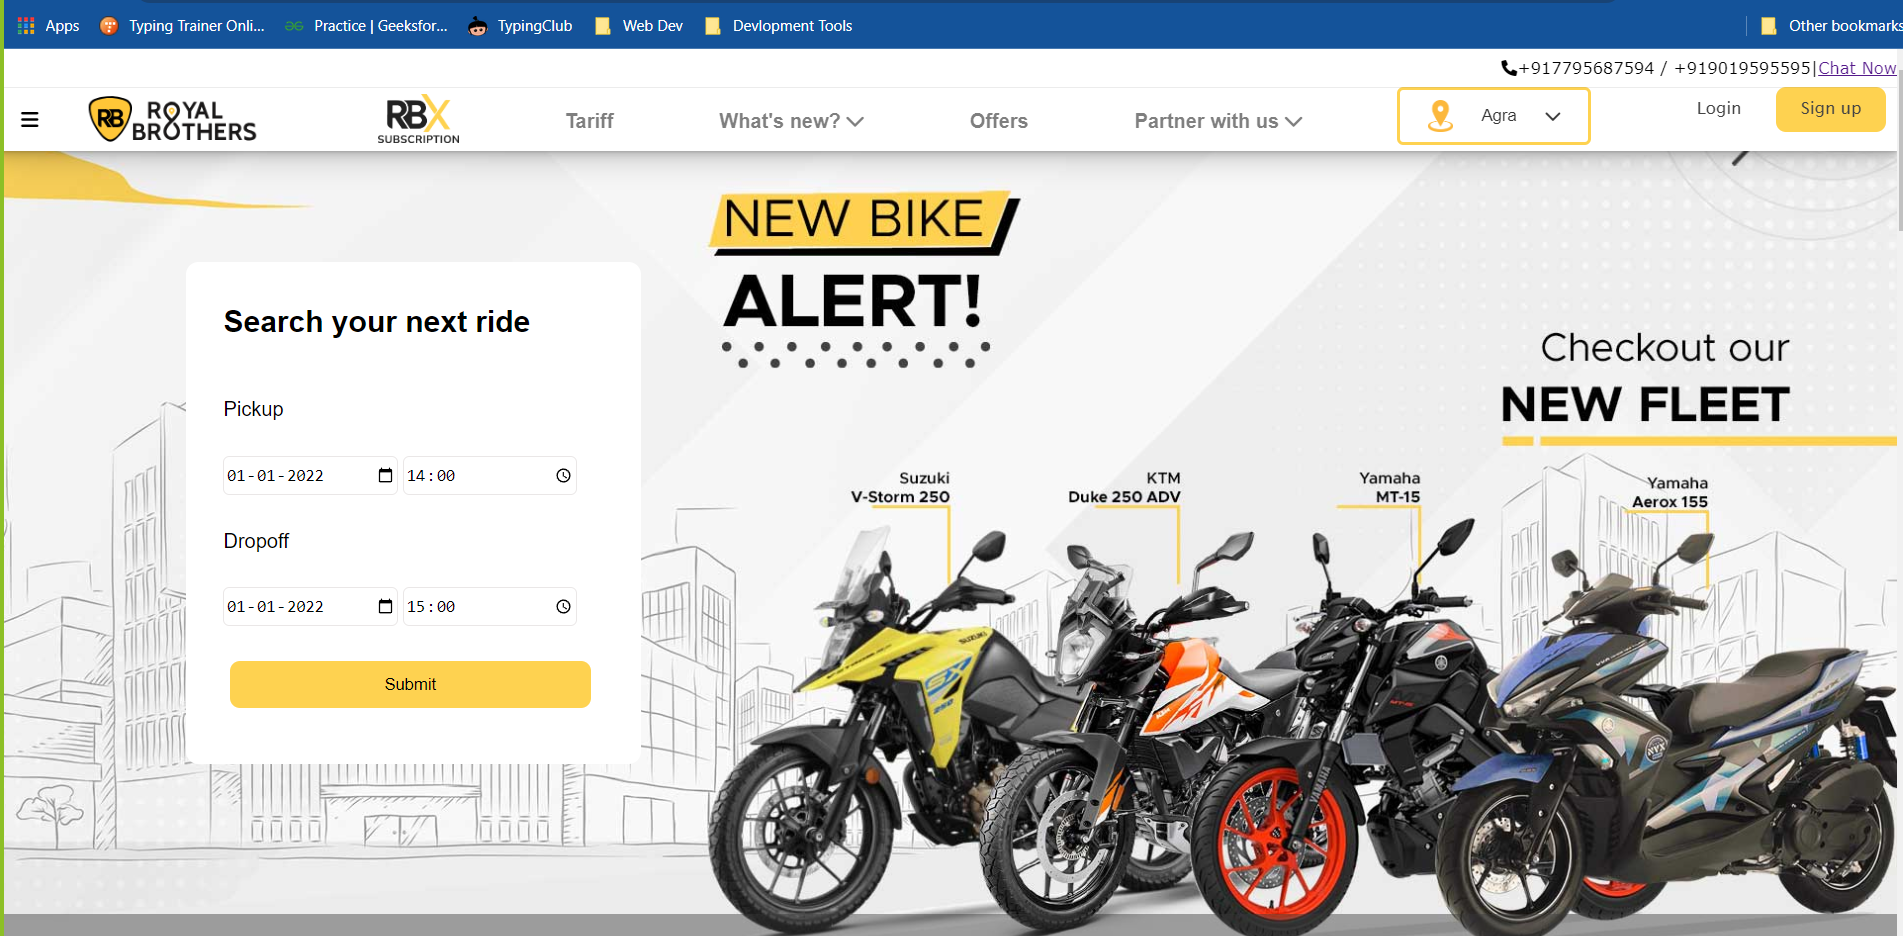 Apps Typing Trainer Onli... Practice | Geeksfor... TypingClub Web Dev Devlopment Tools Other bookmarks
+917795687594 / +919019595595|Chat Now
RB ROYAL BROTHERS
RBX SUBSCRIPTION
Tariff What's new? Offers Partner with us Agra Login Sign up
NEW BIKE
ALERT!
Search your next ride
Pickup
01-01-2022 14:00
Dropoff
01-01-2022 15:00
Submit
Checkout our
NEW FLEET
Suzuki
V-Storm 250
KTM
Duke 250 ADV
Yamaha
MT-15
Yamaha
Aerox 155
SUZUKI
250
YAMAHA